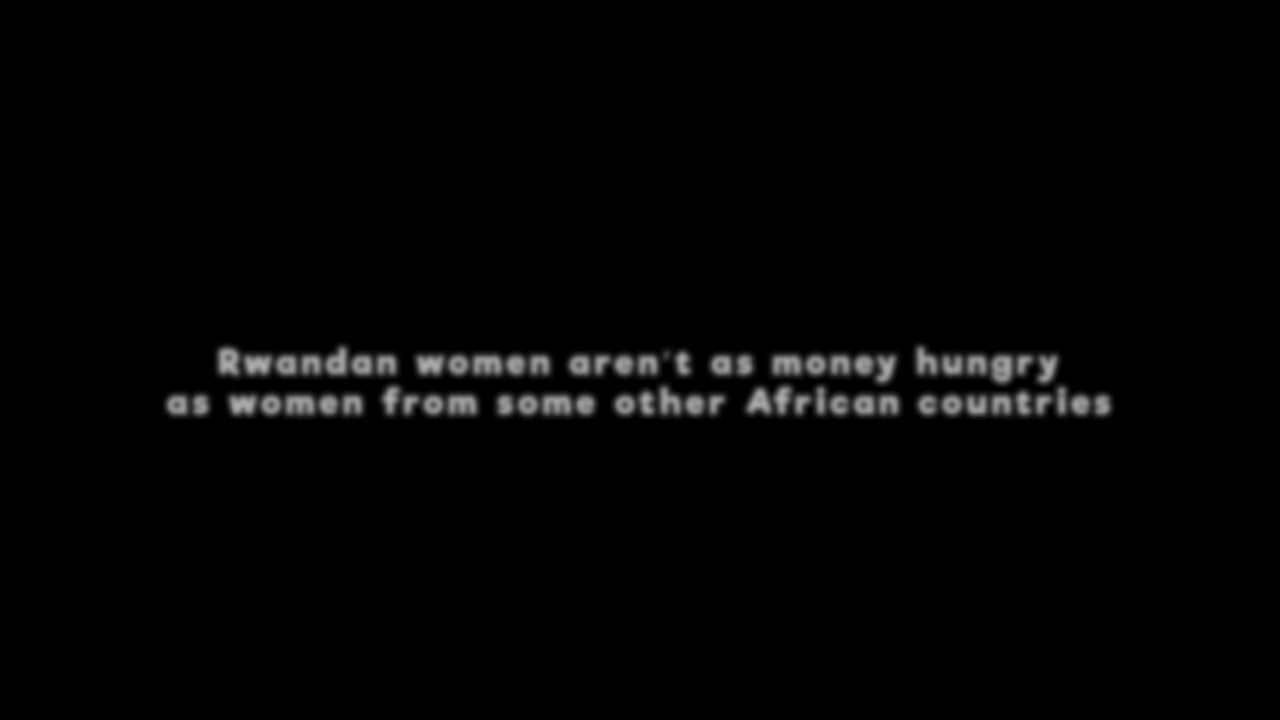 Rwandan women aren't as money hungry
as women from some other African countries